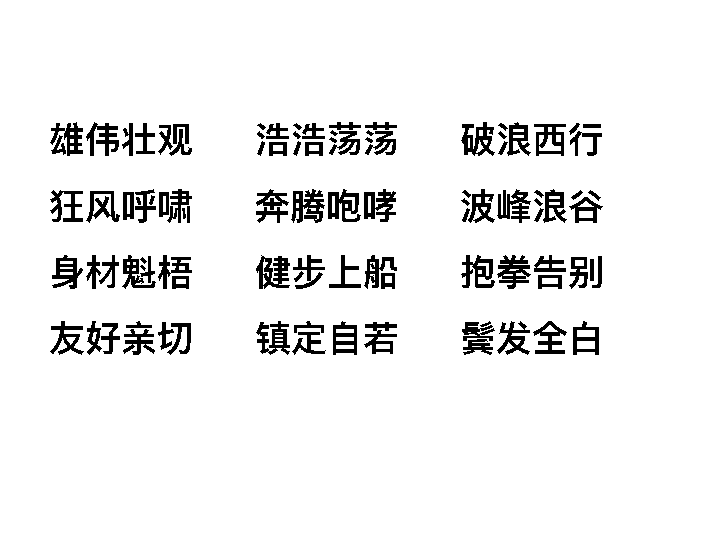 雄伟壮观 浩浩荡荡 破浪西行
狂风呼啸 奔腾咆哮 波峰浪谷
身材魁梧 健步上船 抱拳告别
友好亲切 镇定自若 鬓发全白